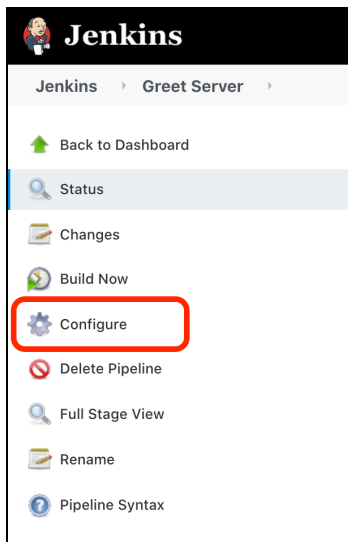 Jenkins
Jenkins Greet Server
Back to Dashboard
Status
Changes
Build Now
Configure
Delete Pipeline
Full Stage View
Rename
Pipeline Syntax